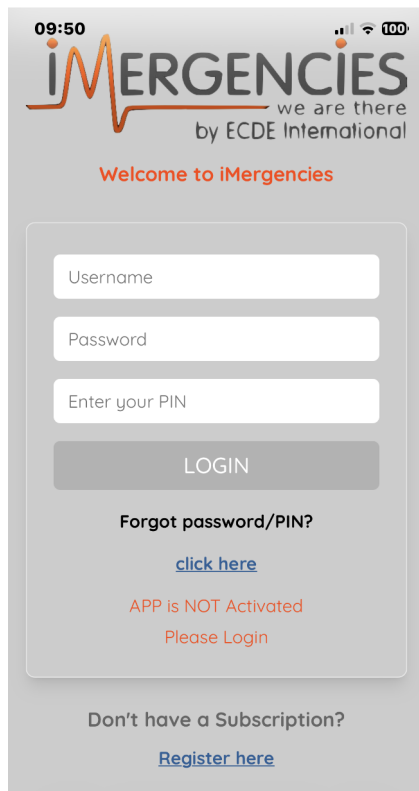 09:50
100
iMERGENCIES
we are there
by ECDE International
Welcome to iMergencies
Username
Password
Enter your PIN
LOGIN
Forgot password/PIN?
click here
APP is NOT Activated
Please Login
Don't have a Subscription?
Register here